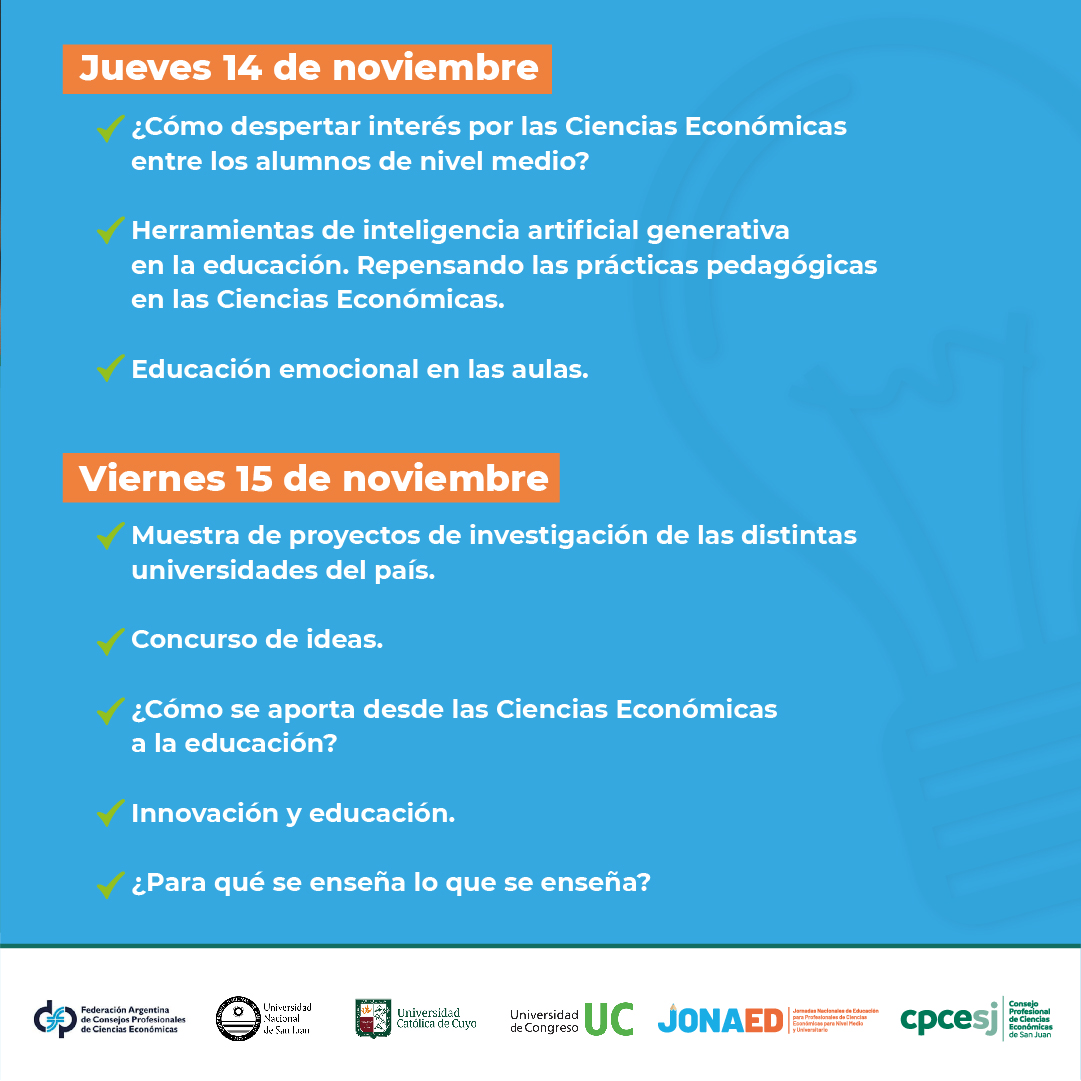 Jueves 14 de noviembre
¿Cómo despertar interés por las Ciencias Económicas
entre los alumnos de nivel medio?
Herramientas de inteligencia artificial generativa
en la educación. Repensando las prácticas pedagógicas
en las Ciencias Económicas.
Educación emocional en las aulas.
Viernes 15 de noviembre
Muestra de proyectos de investigación de las distintas
universidades del país.
Concurso de ideas.
¿Cómo se aporta desde las Ciencias Económicas
a la educación?
Innovación y educación.
¿Para qué se enseña lo que se enseña?
Federación Argentina
de Consejos Profesionales
de Ciencias Económicas
Universidad
Nacional
de San Juan
Universidad
Católica de Cuyo
Universidad
de Congreso
UC
JONAED
Jornadas Nacionales de Educación
para Profesionales de Ciencias
Económicas para Nivel Medio
y Universitario
cpcesj
Consejo
Profesional
de Ciencias
Económicas
de San Juan